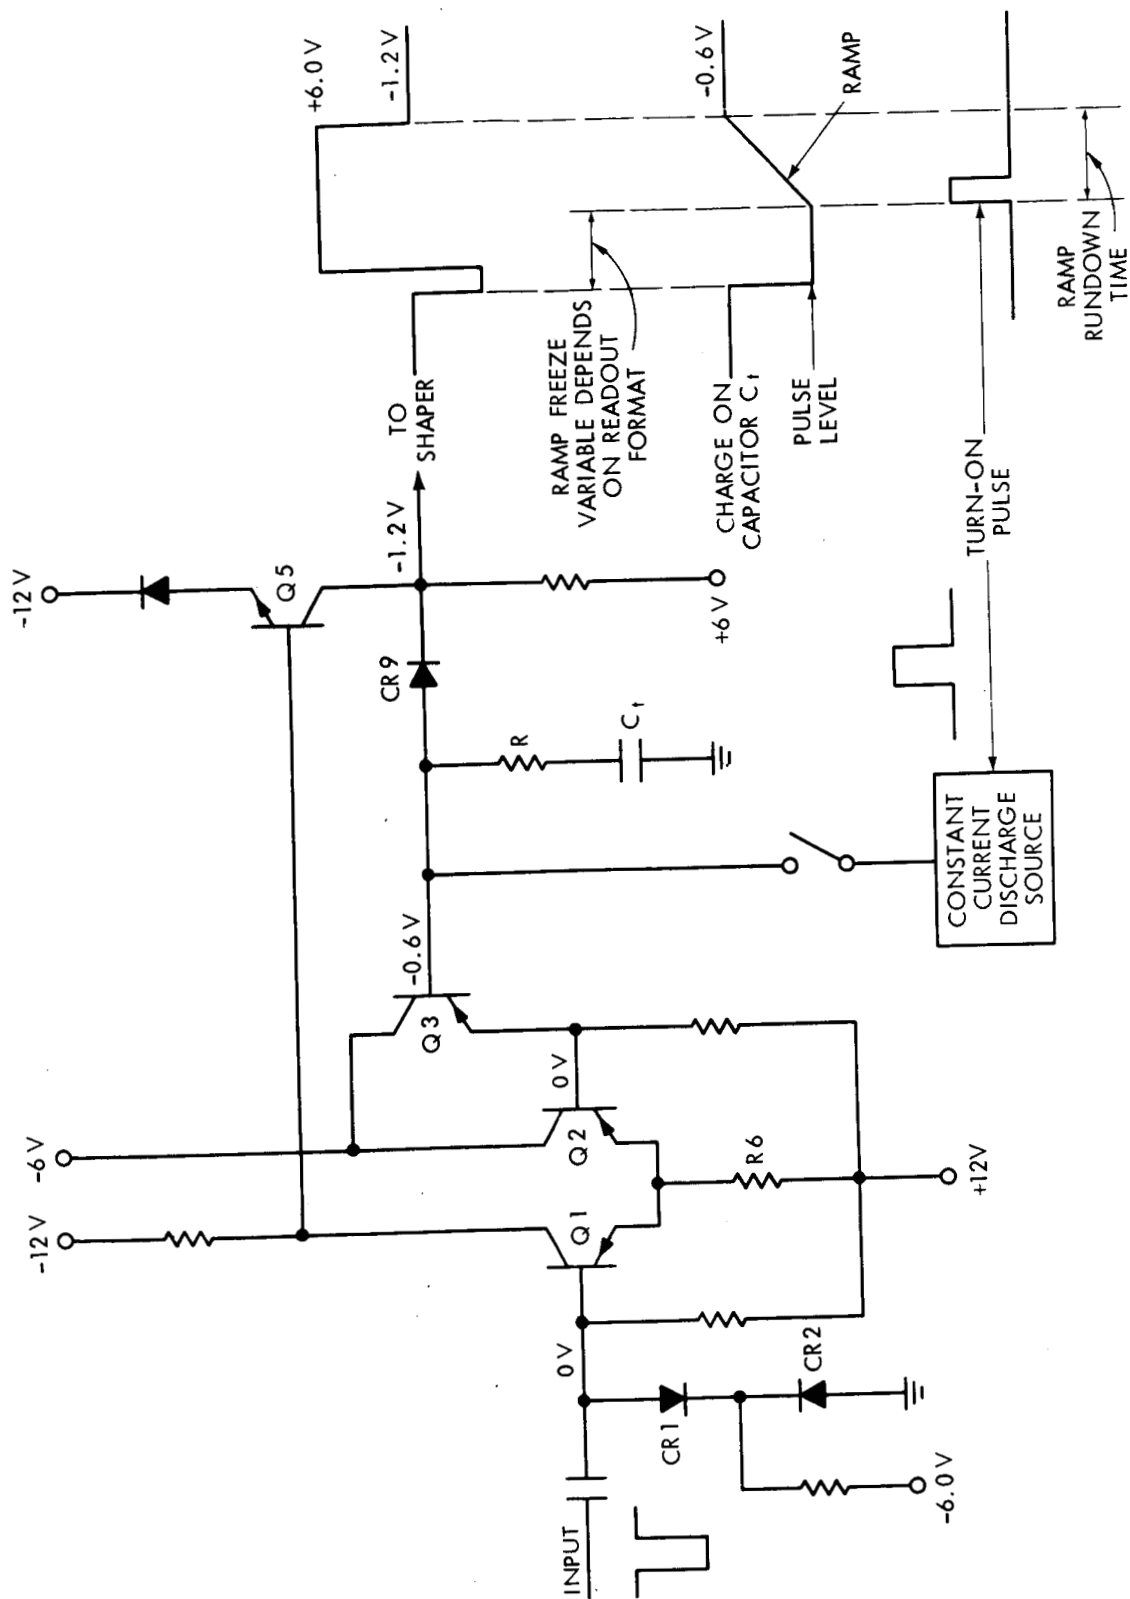 -12V
-12V
-6V
Q5
+6.0V
-1.2V
-1.2V
TO
SHAPER
CR9
-0.6V
Q3
R
Ct
+6V
RAMP FREEZE
VARIABLE DEPENDS
ON READOUT
FORMAT
CHARGE ON
CAPACITOR Ct
-0.6V
RAMP
PULSE
LEVEL
INPUT
0V
Q1
Q2
0V
R6
CR1
CR2
-6.0V
+12V
CONSTANT
CURRENT
DISCHARGE
SOURCE
TURN-ON
PULSE
RAMP
RUNDOWN
TIME